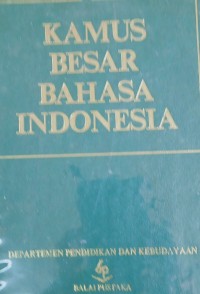 KAMUS
BESAR
BAHASA
INDONESIA
DEPARTEMEN PENDIDIKAN DAN KEBUDAYAAN
BALAI PUSTAKA